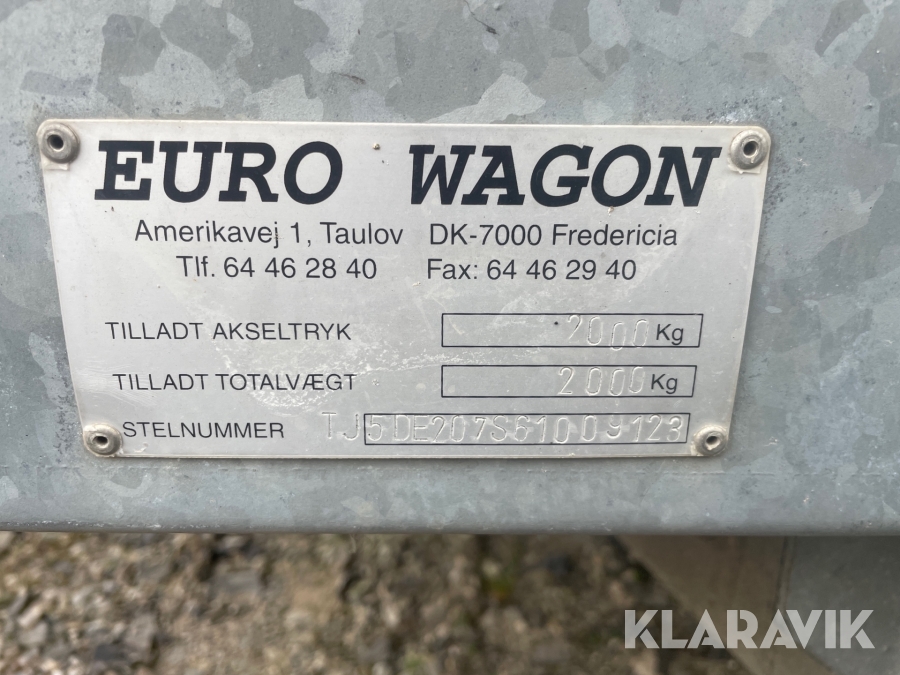 EURO WAGON
Amerikavej 1, Taulov DK-7000 Fredericia
Tlf. 64 46 28 40 Fax: 64 46 29 40
TILLADT AKSELTRYK 2000 Kg
TILLADT TOTALVÆGT 2000 Kg
STELNUMMER TJ5DE207S61009123
KLARAVIK